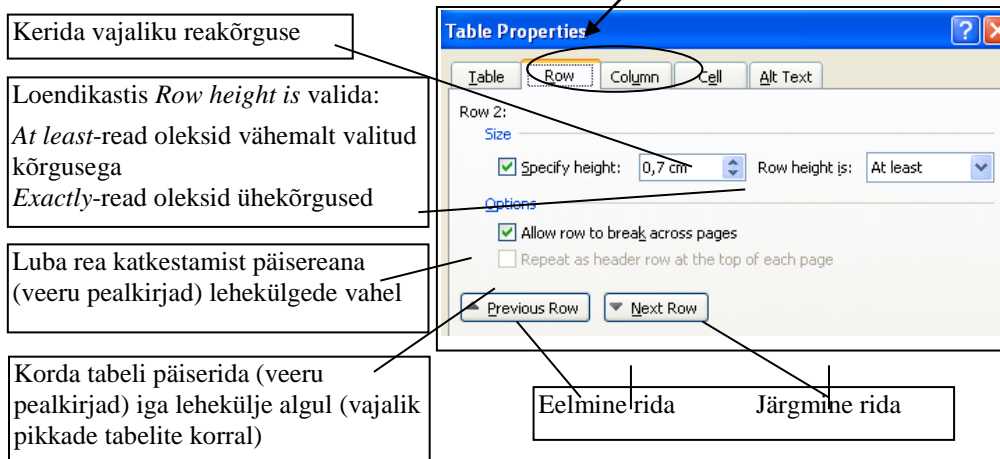 Kerida vajaliku reakõrguse
Loendikastis Row height is valida:
At least-read oleksid vähemalt valitud
kõrgusega
Exactly-read oleksid ühekõrgused
Luba rea katkestamist päisereana
(veeru pealkirjad) lehekülgede vahel
Korda tabeli päiserida (veeru
pealkirjad) iga lehekülje algul (vajalik
pikkade tabelite korral)
Table Properties
Table Row Column Cell Alt Text
Row 2:
Size
Specify height: 0,7 cm Row height is: At least
Options
Allow row to break across pages
Repeat as header row at the top of each page
Previous Row Next Row
Eelmine rida Järgmine rida